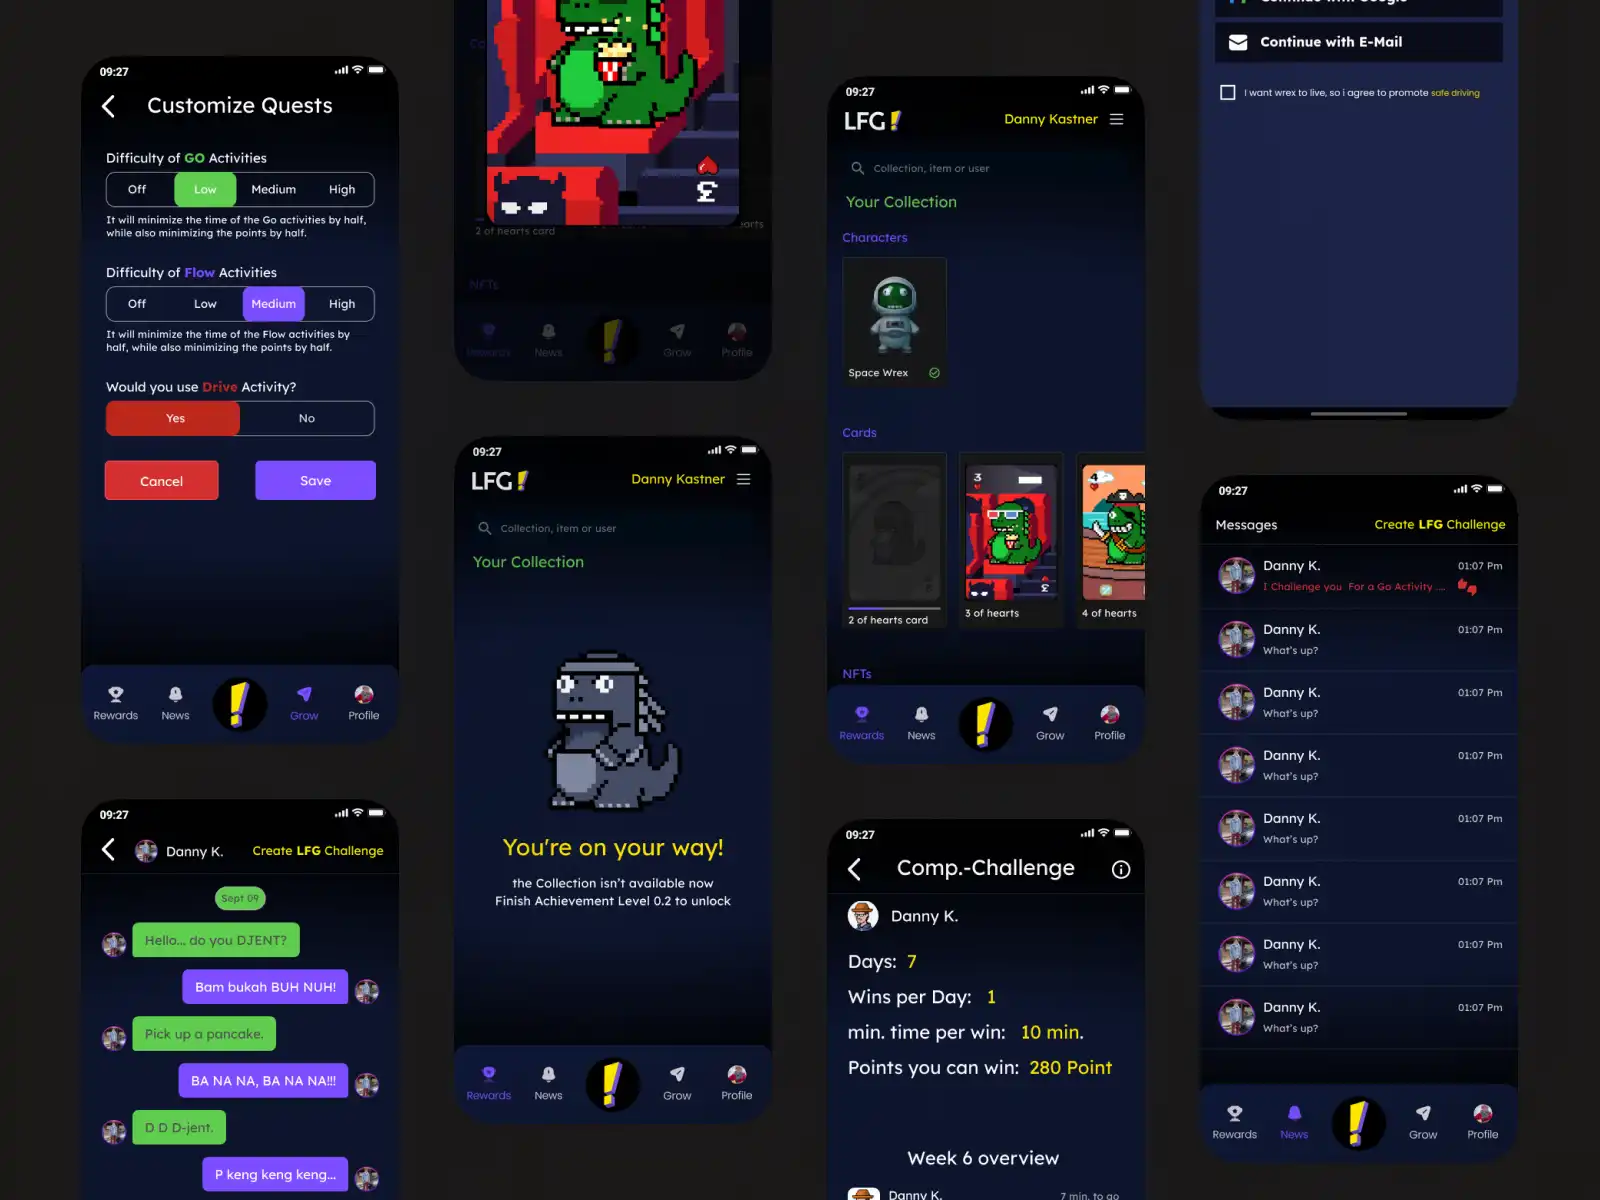 09:27
Customize Quests
Difficulty of GO Activities
Off Low Medium High
It will minimize the time of the Go activities by half,
while also minimizing the points by half.
Difficulty of Flow Activities
Off Low Medium High
It will minimize the time of the Flow activities by
half, while also minimizing the points by half.
Would you use Drive Activity?
Yes No
Cancel Save
Rewards News Grow Profile
09:27
Danny K. Create LFG Challenge
Sept 09
Hello... do you DJENT?
Bam bukah BUH NUH!
Pick up a pancake.
BA NA NA, BA NA NA!!!
D D D-jent.
P keng keng keng...
3
2 of hearts card
NFTs
Rewards News Grow Profile
09:27
LFG! Danny Kastner
Collection, item or user
Your Collection
You're on your way!
the Collection isn't available now
Finish Achievement Level 0.2 to unlock
Rewards News Grow Profile
09:27
LFG! Danny Kastner
Collection, item or user
Your Collection
Characters
Space Wrex
Cards
3
3
4
2 of hearts card
3 of hearts
4 of hearts
NFTs
Rewards News Grow Profile
09:27
Comp.-Challenge
Danny K.
Days: 7
Wins per Day: 1
min. time per win: 10 min.
Points you can win: 280 Point
Week 6 overview
Danny K. 7 min. to go
Continue with Google
Continue with E-Mail
I want wrex to live, so i agree to promote safe driving
09:27
Messages Create LFG Challenge
Danny K. 01:07 Pm
I Challenge you For a Go Activity ...
Danny K. 01:07 Pm
What's up?
Danny K. 01:07 Pm
What's up?
Danny K. 01:07 Pm
What's up?
Danny K. 01:07 Pm
What's up?
Danny K. 01:07 Pm
What's up?
Danny K. 01:07 Pm
What's up?
Danny K. 01:07 Pm
What's up?
Rewards News Grow Profile